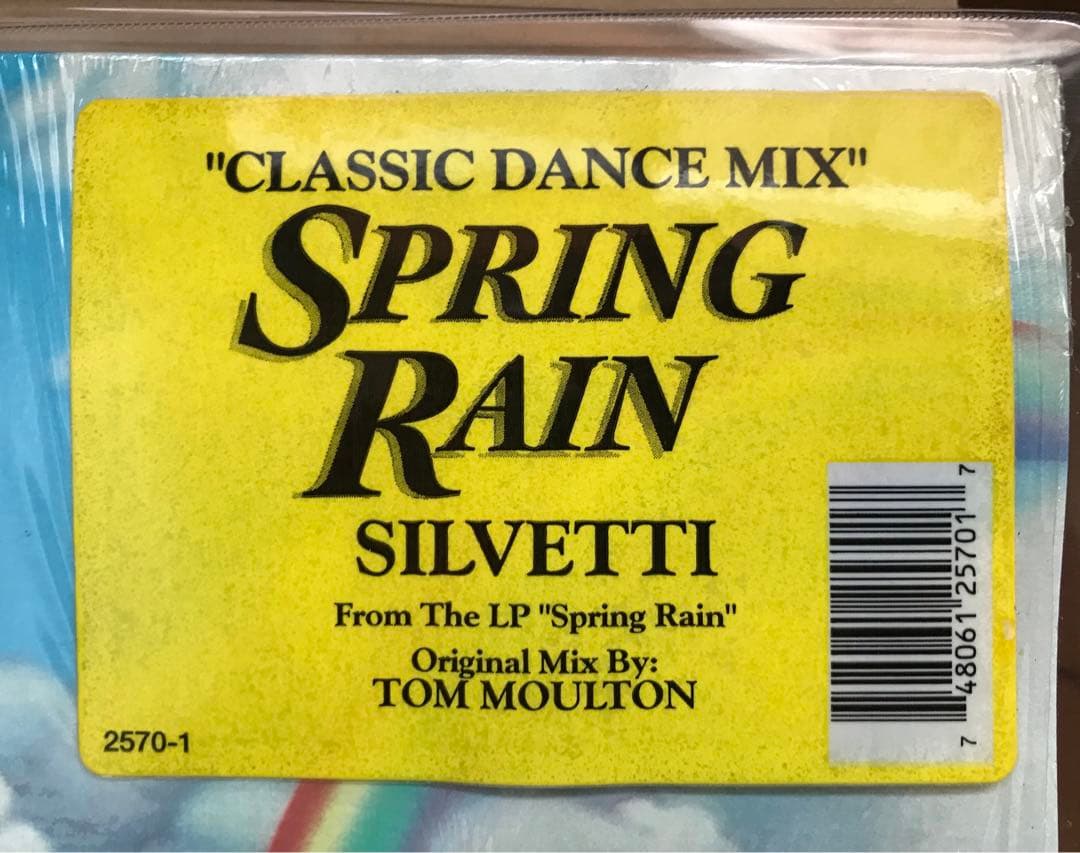 "CLASSIC DANCE MIX"
SPRING
RAIN
SILVETTI
From The LP "Spring Rain"
Original Mix By:
TOM MOULTON
2570-1
7 48061 25701 7